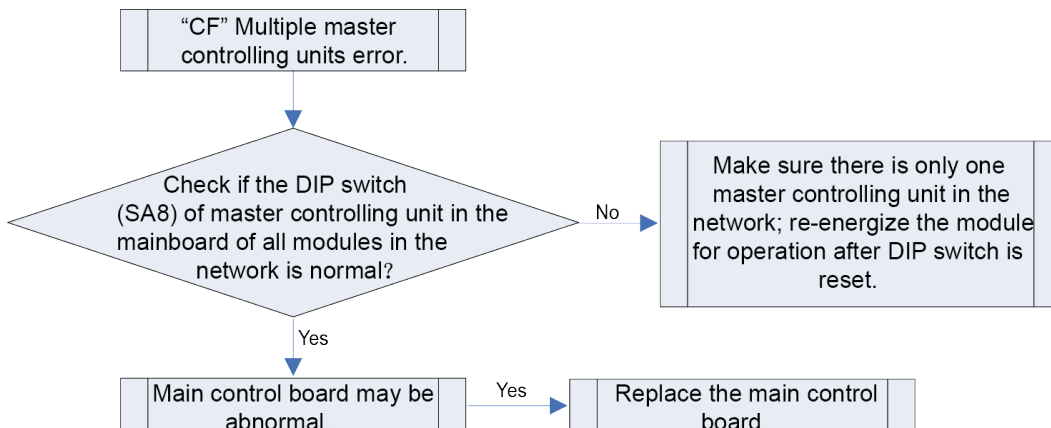 “CF” Multiple master
controlling units error.
Check if the DIP switch
(SA8) of master controlling unit in the
mainboard of all modules in the
network is normal?
No
Make sure there is only one
master controlling unit in the
network; re-energize the module
for operation after DIP switch is
reset.
Yes
Main control board may be
abnormal
Yes
Replace the main control
board